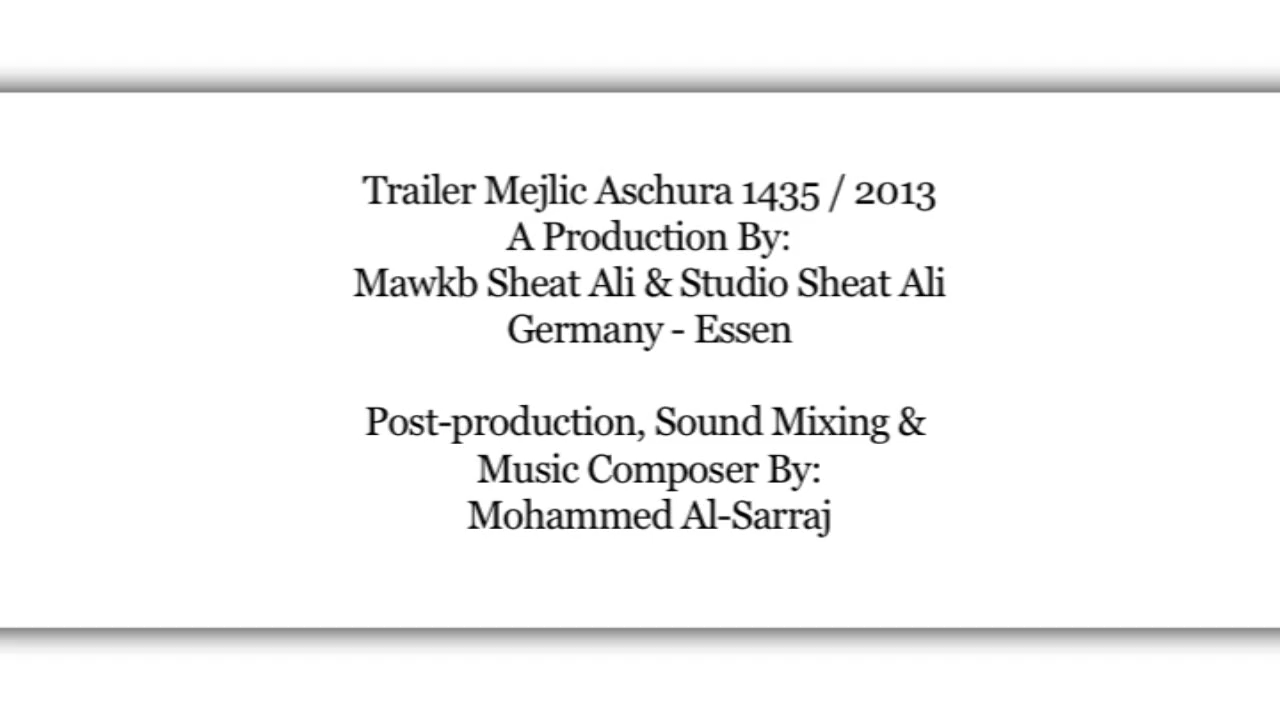 Trailer Mejlic Aschura 1435 / 2013
A Production By:
Mawkb Sheat Ali & Studio Sheat Ali
Germany - Essen
Post-production, Sound Mixing &
Music Composer By:
Mohammed Al-Sarraj